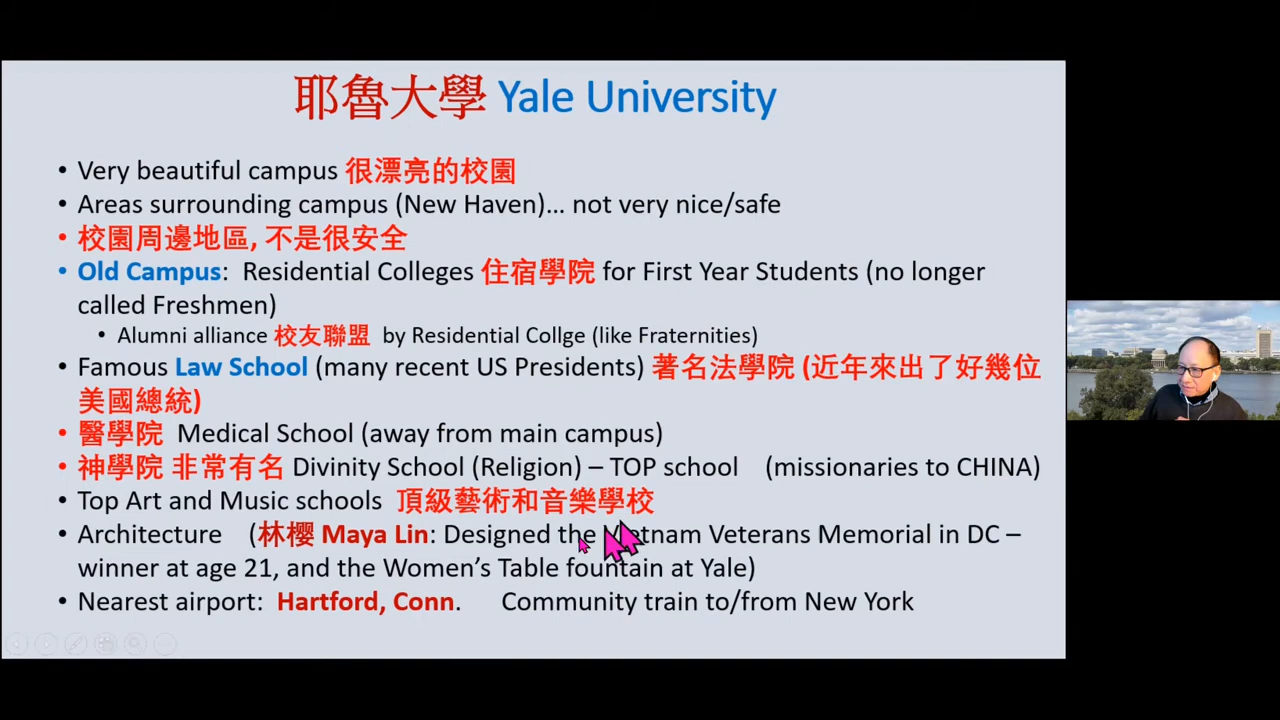 耶魯大學 Yale University
• Very beautiful campus 很漂亮的校園
• Areas surrounding campus (New Haven)… not very nice/safe
• 校園周邊地區, 不是很安全
• Old Campus: Residential Colleges 住宿學院 for First Year Students (no longer
called Freshmen)
• Alumni alliance 校友聯盟 by Residential Collge (like Fraternities)
• Famous Law School (many recent US Presidents) 著名法學院 (近年來出了好幾位
美國總統)
• 醫學院 Medical School (away from main campus)
• 神學院 非常有名 Divinity School (Religion) – TOP school (missionaries to CHINA)
• Top Art and Music schools 頂級藝術和音樂學校
• Architecture (林樱 Maya Lin: Designed the Vietnam Veterans Memorial in DC –
winner at age 21, and the Women's Table fountain at Yale)
• Nearest airport: Hartford, Conn. Community train to/from New York